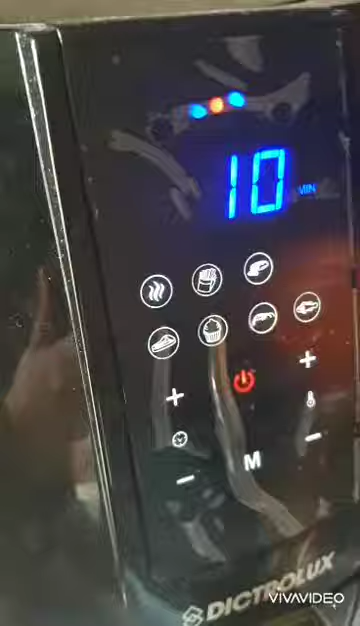 10 MIN
+
+
M
DICTROLUX
VIVAVIDEO